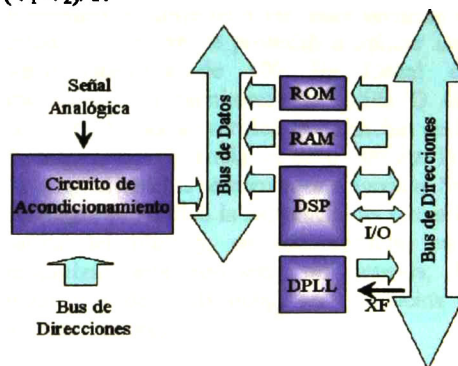 Señal
Analógica
Circuito de
Acondicionamiento
Bus de
Direcciones
Bus de Datos
ROM
RAM
DSP
I/O
DPLL
XF
Bus de Direcciones